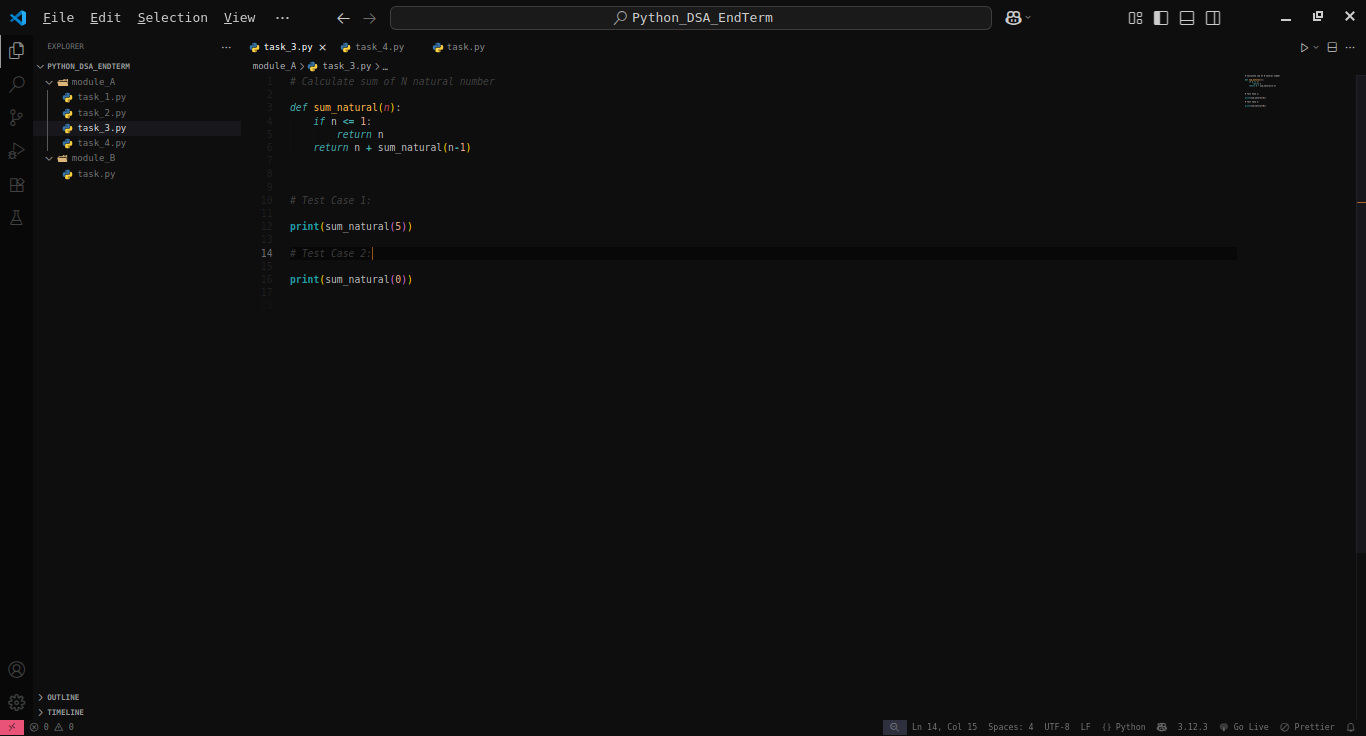 File Edit Selection View ··· Python_DSA_EndTerm
EXPLORER ··· task_3.py task_4.py task.py
PYTHON_DSA_ENDTERM
module_A > task_3.py > …
module_A
task_1.py
task_2.py
task_3.py
task_4.py
module_B
task.py
1 # Calculate sum of N natural number
2
3 def sum_natural(n):
4     if n <= 1:
5         return n
6     return n + sum_natural(n-1)
7
8
9
10 # Test Case 1:
11
12 print(sum_natural(5))
13
14 # Test Case 2:
15
16 print(sum_natural(0))
17
OUTLINE
TIMELINE
0 0 Ln 14, Col 15 Spaces: 4 UTF-8 LF {} Python 3.12.3 Go Live Prettier